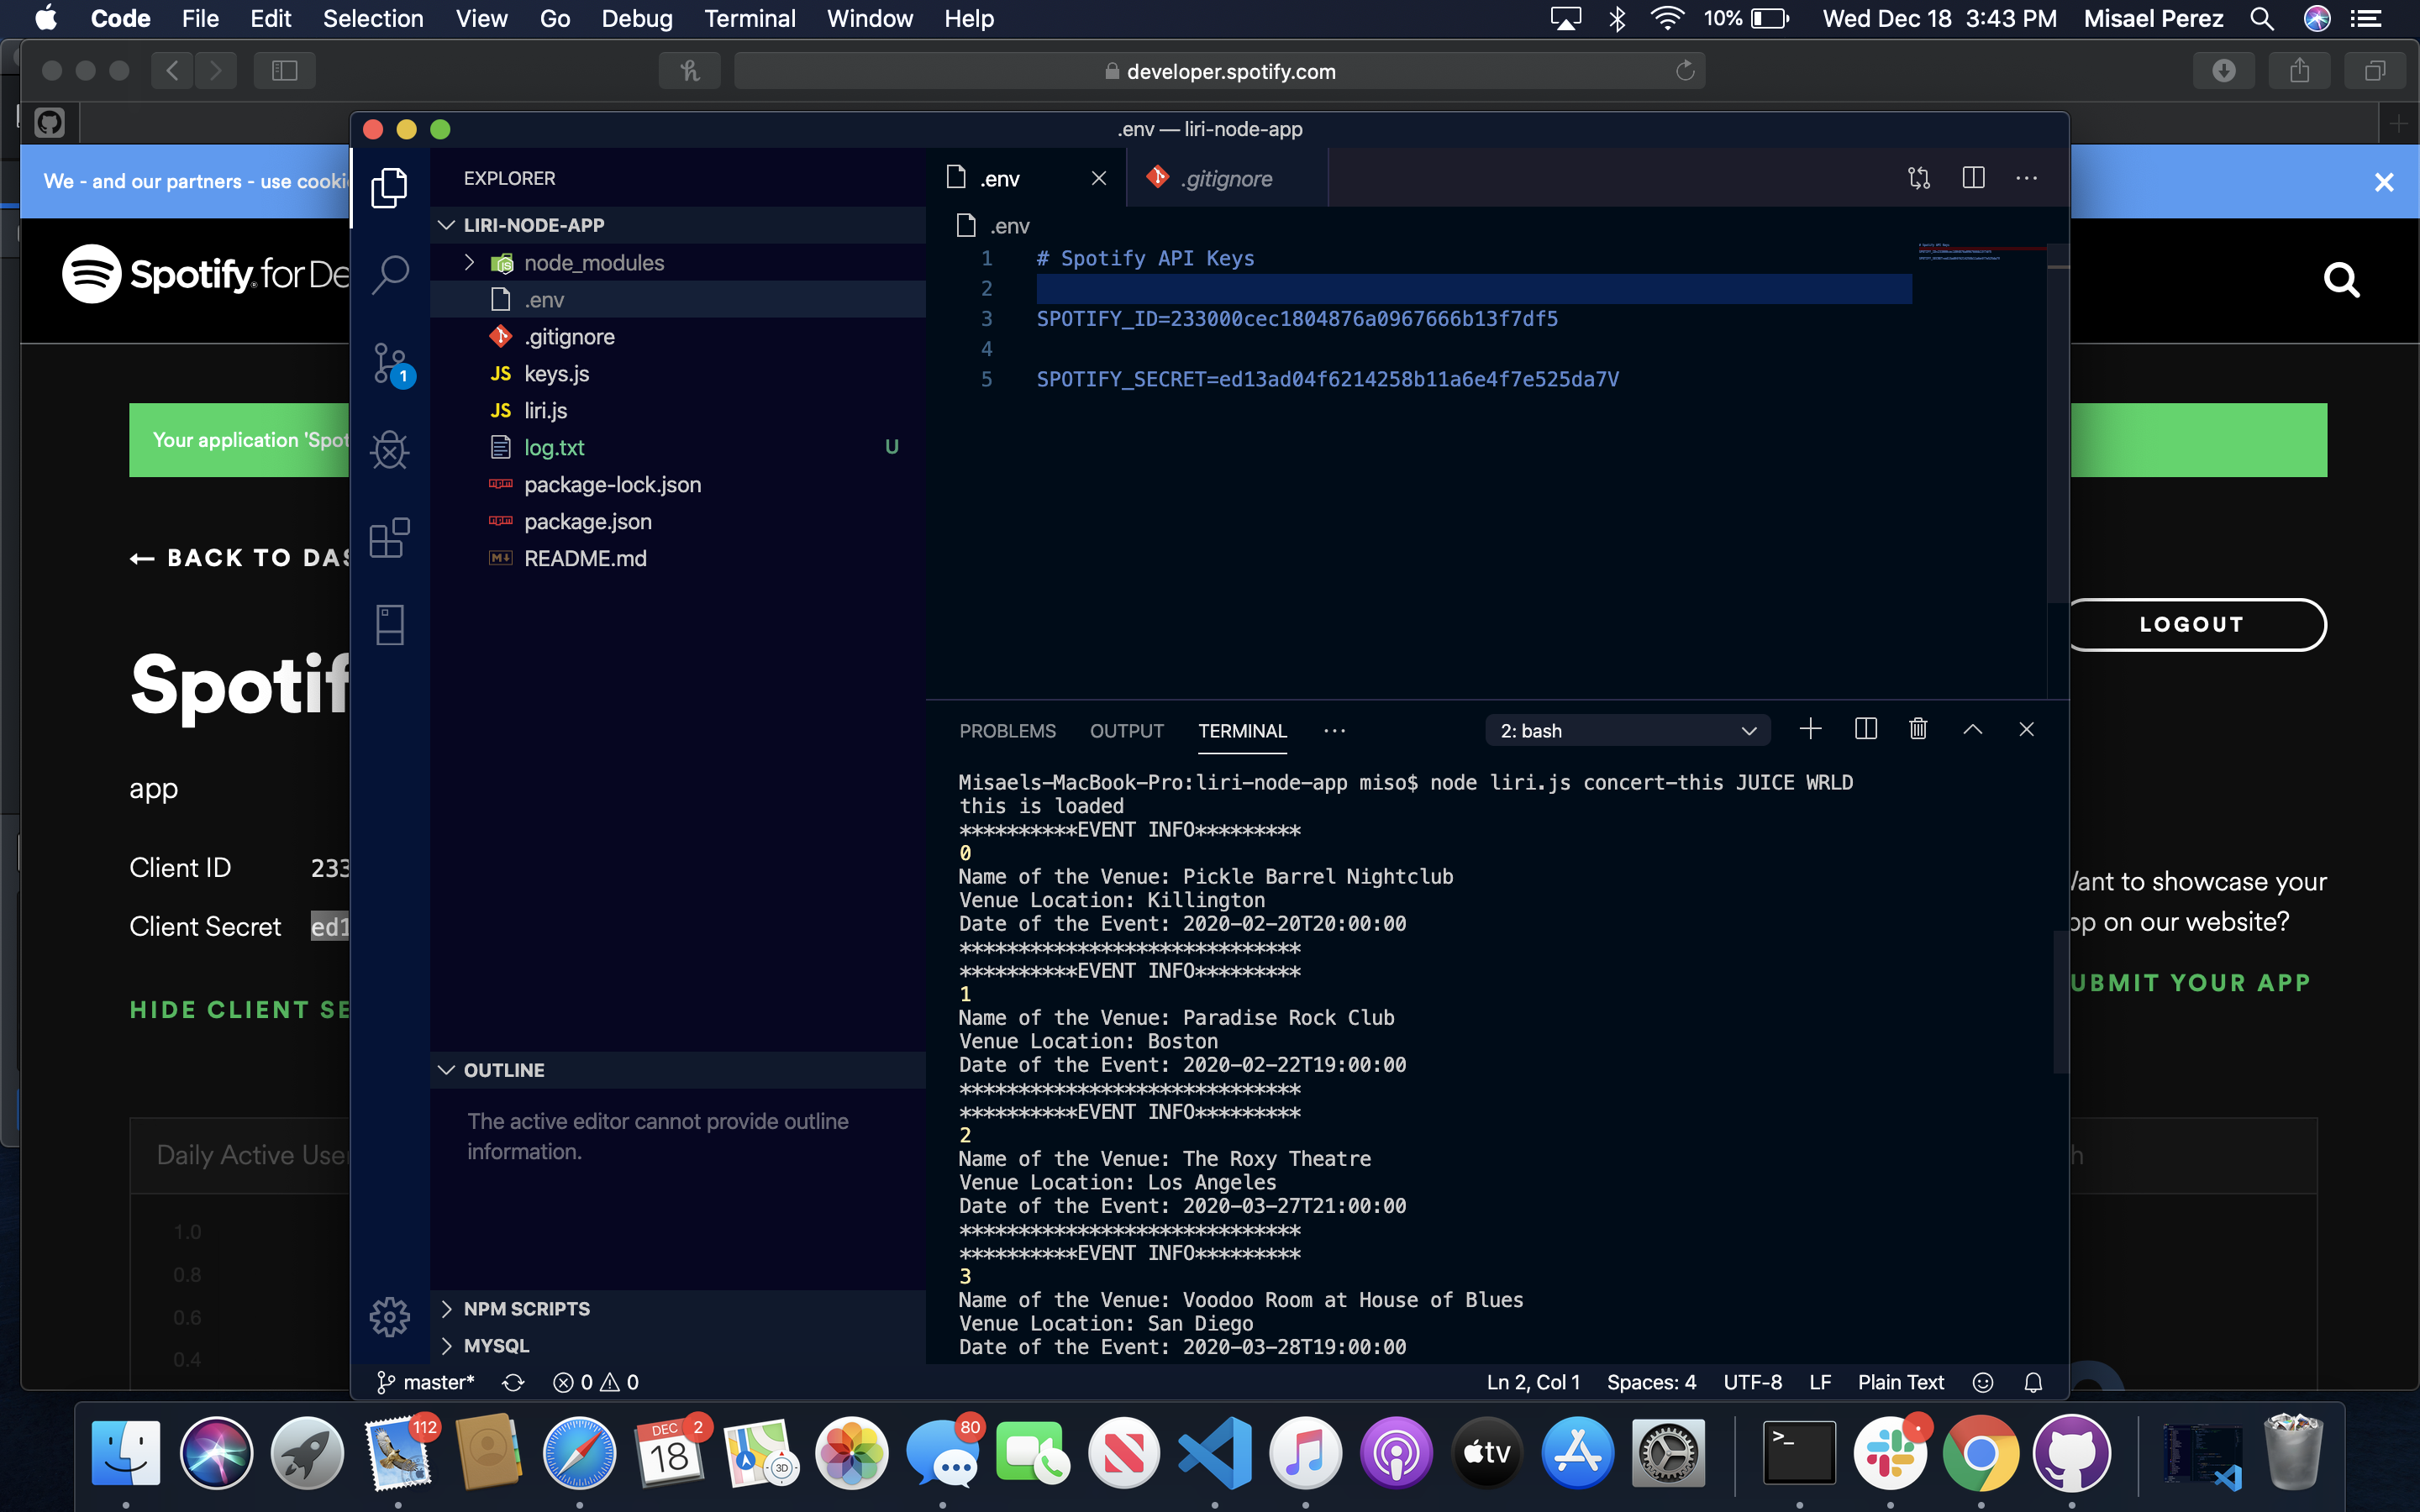 Code File Edit Selection View Go Debug Terminal Window Help 10% Wed Dec 18 3:43 PM Misael Perez
developer.spotify.com
We - and our partners - use
Spotify for
Your application
← BACK TO
app
Client ID 233
Client Secret ed1
HIDE CLIENT
Daily Active
1.0
0.8
0.6
0.4
LOGOUT
to showcase your
on our website?
YOUR APP
.env — liri-node-app
EXPLORER
LIRI-NODE-APP
node_modules
.env
.gitignore
JS keys.js
JS liri.js
log.txt U
package-lock.json
package.json
README.md
1
OUTLINE
The active editor cannot provide outline
information.
NPM SCRIPTS
MYSQL
.env .gitignore
.env
1 # Spotify API Keys
2
3 SPOTIFY_ID=233000cec1804876a0967666b13f7df5
4
5 SPOTIFY_SECRET=ed13ad04f6214258b11a6e4f7e525da7V
PROBLEMS OUTPUT TERMINAL ··· 2: bash
Misaels-MacBook-Pro:liri-node-app miso$ node liri.js concert-this JUICE WRLD
this is loaded
**********EVENT INFO*********
0
Name of the Venue: Pickle Barrel Nightclub
Venue Location: Killington
Date of the Event: 2020-02-20T20:00:00
*****************************
**********EVENT INFO*********
1
Name of the Venue: Paradise Rock Club
Venue Location: Boston
Date of the Event: 2020-02-22T19:00:00
*****************************
**********EVENT INFO*********
2
Name of the Venue: The Roxy Theatre
Venue Location: Los Angeles
Date of the Event: 2020-03-27T21:00:00
*****************************
**********EVENT INFO*********
3
Name of the Venue: Voodoo Room at House of Blues
Venue Location: San Diego
Date of the Event: 2020-03-28T19:00:00
master* 0 0 Ln 2, Col 1 Spaces: 4 UTF-8 LF Plain Text
112 DEC 18 2 3D 80 tv